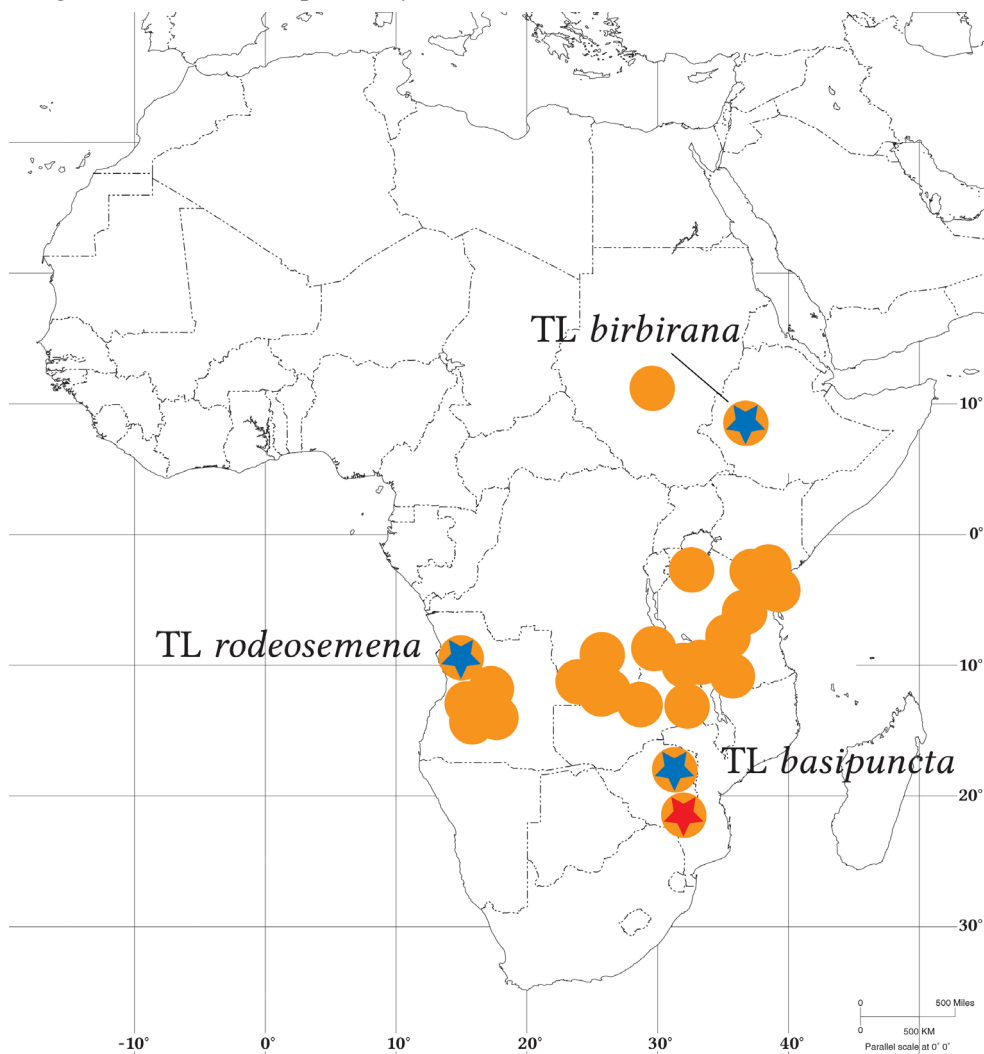 TL birbirana
10°
0°
TL rodeosemena
10°
TL basipuncta
20°
30°
0 500 Miles
0 500 KM
Parallel scale at 0° 0°
-10° 0° 10° 20° 30° 40°